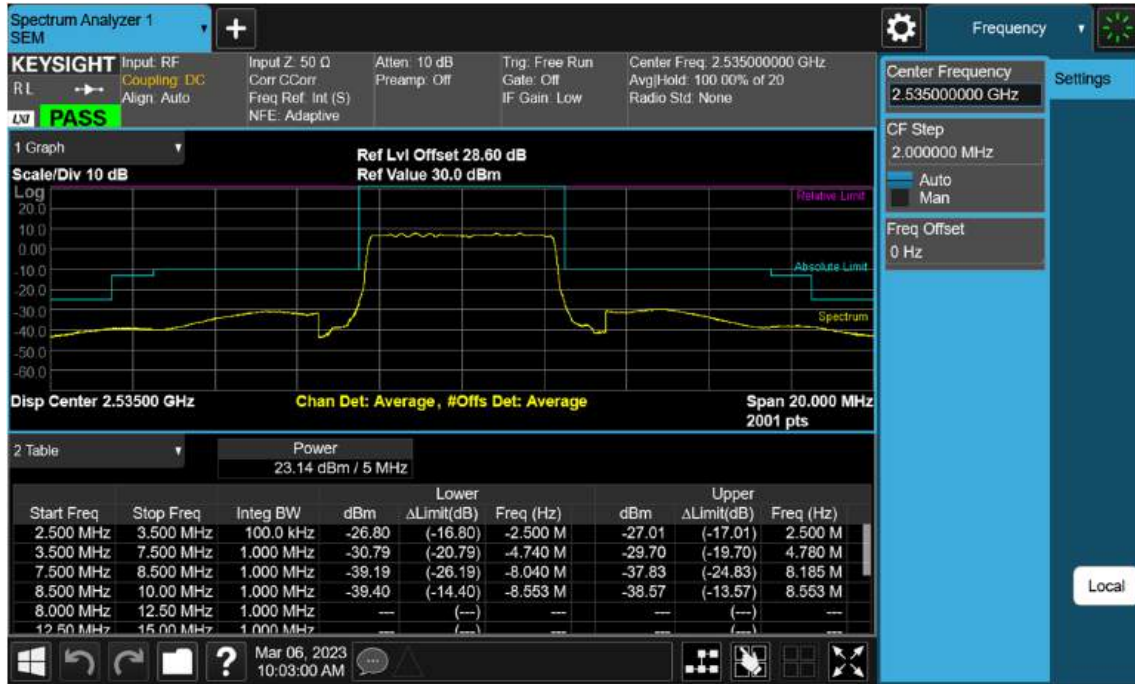 Spectrum Analyzer 1
SEM
Frequency
KEYSIGHT
R L
LXI
PASS
Input: RF
Coupling: DC
Align: Auto
Input Z: 50 Ω
Corr CCorr
Freq Ref: Int (S)
NFE: Adaptive
Atten: 10 dB
Preamp: Off
Trig: Free Run
Gate: Off
IF Gain: Low
Center Freq: 2.535000000 GHz
Avg|Hold: 100.00% of 20
Radio Std: None
Center Frequency
2.535000000 GHz
Settings
CF Step
2.000000 MHz
Auto
Man
Freq Offset
0 Hz
1 Graph
Scale/Div 10 dB
Ref Lvl Offset 28.60 dB
Ref Value 30.0 dBm
Log
20.0
10.0
0.00
-10.0
-20.0
-30.0
-40.0
-50.0
-60.0
Relative Limit
Absolute Limit
Spectrum
Disp Center 2.53500 GHz
Chan Det: Average, #Offs Det: Average
Span 20.000 MHz
2001 pts
2 Table
Power
23.14 dBm / 5 MHz
Lower Upper
Start Freq Stop Freq Integ BW dBm ΔLimit(dB) Freq (Hz) dBm ΔLimit(dB) Freq (Hz)
2.500 MHz 3.500 MHz 100.0 kHz -26.80 (-16.80) -2.500 M -27.01 (-17.01) 2.500 M
3.500 MHz 7.500 MHz 1.000 MHz -30.79 (-20.79) -4.740 M -29.70 (-19.70) 4.780 M
7.500 MHz 8.500 MHz 1.000 MHz -39.19 (-26.19) -8.040 M -37.83 (-24.83) 8.185 M
8.500 MHz 10.00 MHz 1.000 MHz -39.40 (-14.40) -8.553 M -38.57 (-13.57) 8.553 M
8.000 MHz 12.50 MHz 1.000 MHz --- (---) --- --- (---) ---
12.50 MHz 15.00 MHz 1.000 MHz --- (---) --- --- (---) ---
Local
?
Mar 06, 2023
10:03:00 AM